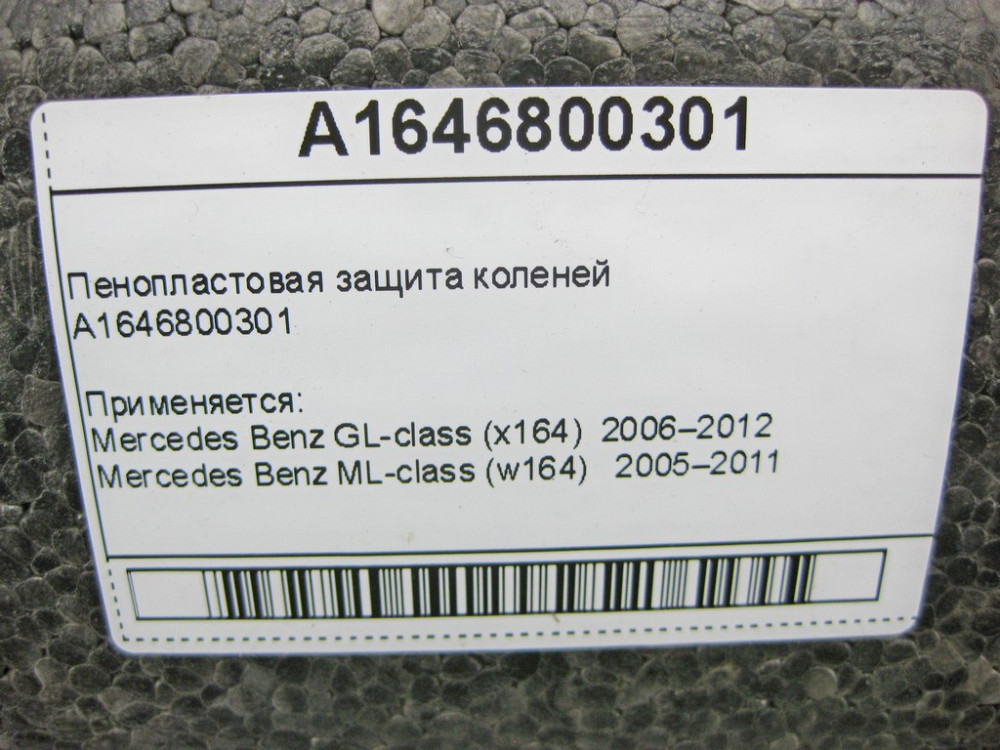 A1646800301
Пенопластовая защита коленей
A1646800301
Применяется:
Mercedes Benz GL-class (x164) 2006–2012
Mercedes Benz ML-class (w164) 2005–2011